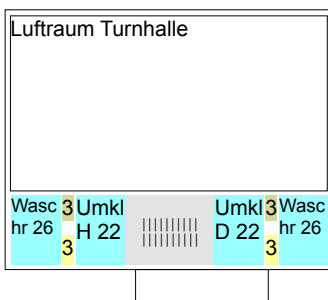 Luftraum Turnhalle
Wasc
hr 26
3
3
Umkl
H 22
Umkl
D 22
3
3
Wasc
hr 26